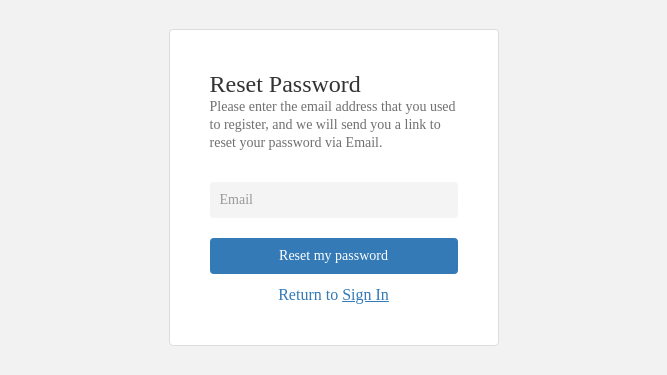 Reset Password
Please enter the email address that you used
to register, and we will send you a link to
reset your password via Email.
Email
Reset my password
Return to Sign In